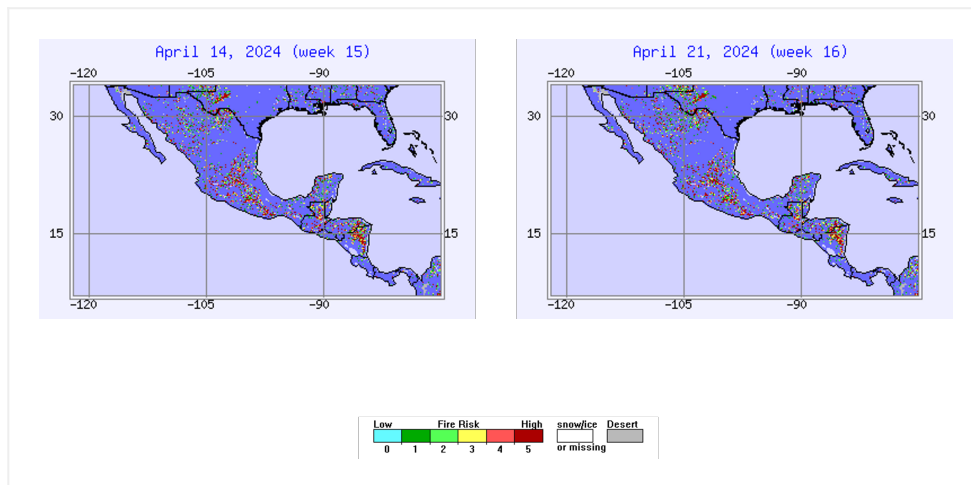 April 14, 2024 (week 15)
-120 -105 -90
30 30
15 15
-120 -105 -90
April 21, 2024 (week 16)
-120 -105 -90
30 30
15 15
-120 -105 -90
Low Fire Risk High snow/ice Desert
0 1 2 3 4 5 or missing